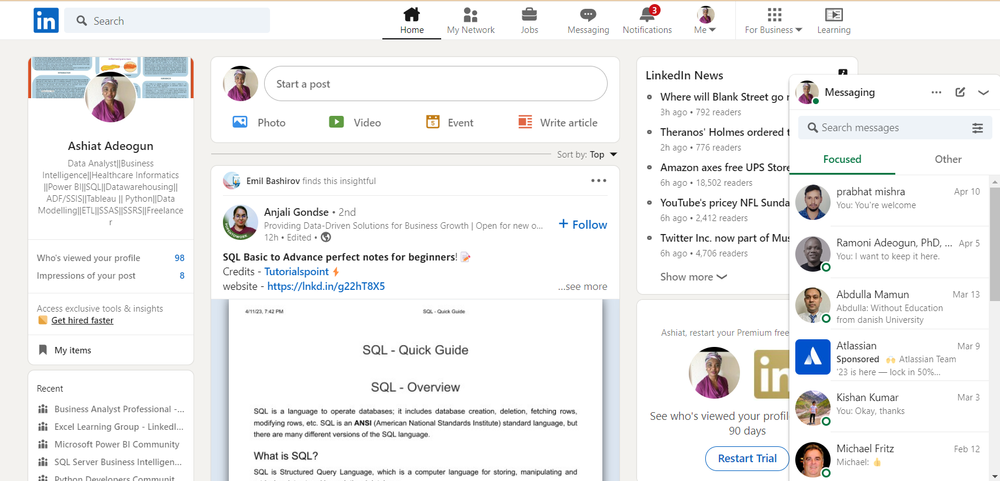 in
Search
Home
My Network
Jobs
Messaging
3
Notifications
Me
For Business
Learning
Informed pancreas
Ashiat Adeogun
Data Analyst||Business
Intelligence||Healthcare Informatics
||Power BI||SQL||Datawarehousing||
ADF/SSIS||Tableau || Python||Data
Modelling||ETL||SSAS||SSRS||Freelance
r
Who's viewed your profile 98
Impressions of your post 8
Access exclusive tools & insights
Get hired faster
My items
Recent
Business Analyst Professional -...
Excel Learning Group - LinkedI...
Microsoft Power BI Community
SQL Server Business Intelligen...
Python Developers Communit
Start a post
Photo
Video
5
Event
Write article
Sort by: Top
Emil Bashirov finds this insightful
Anjali Gondse • 2nd
Providing Data-Driven Solutions for Business Growth | Open for new o...
12h • Edited •
+ Follow
#OPENTOWORK
SQL Basic to Advance perfect notes for beginners! 📝
Credits - Tutorialspoint ⚡
website - https://lnkd.in/g22hT8X5
...see more
4/11/23, 7:42 PM SQL - Quick Guide
SQL - Quick Guide
SQL - Overview
SQL is a language to operate databases; it includes database creation, deletion, fetching rows,
modifying rows, etc. SQL is an ANSI (American National Standards Institute) standard language, but
there are many different versions of the SQL language.
What is SQL?
SQL is Structured Query Language, which is a computer language for storing, manipulating and
LinkedIn News
Where will Blank Street go
3h ago • 792 readers
Theranos' Holmes ordered
2h ago • 776 readers
Amazon axes free UPS Store
6h ago • 18,502 readers
YouTube's pricey NFL Sunda
6h ago • 2,412 readers
Twitter Inc. now part of Mus
6h ago • 4,706 readers
Show more
Ashiat, restart your Premium free
in
See who's viewed your profil
90 days
Restart Trial
Messaging
Search messages
Focused
Other
prabhat mishra Apr 10
You: You're welcome
Ramoni Adeogun, PhD, ... Apr 5
You: I want to keep it here.
Abdulla Mamun Mar 13
Abdulla: Without Education
from danish University
Atlassian Mar 9
Sponsored 🙌 Atlassian Team
'23 is here — lock in 50%...
Kishan Kumar Mar 3
You: Okay, thanks
Michael Fritz Feb 12
Michael: 👍